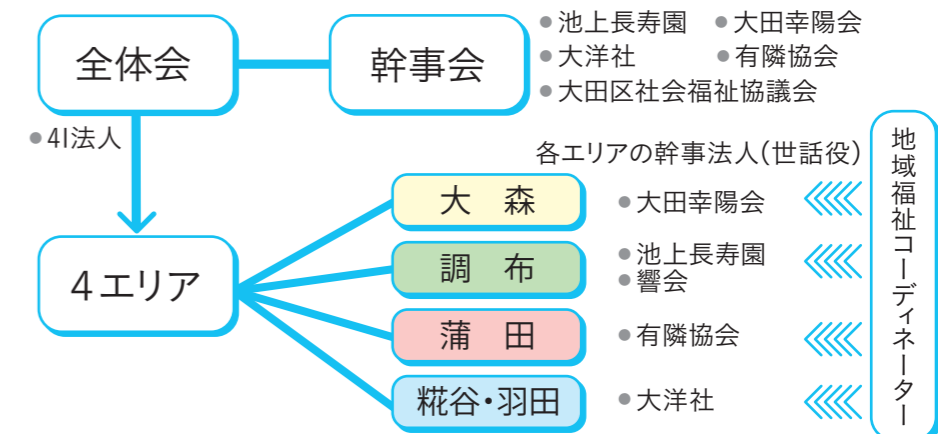 全体会
幹事会
●池上長寿園 ●大田幸陽会
●大洋社 ●有隣協会
●大田区社会福祉協議会
●41法人
各エリアの幹事法人(世話役)
4エリア
大 森
●大田幸陽会
調 布
●池上長寿園
●響会
蒲 田
●有隣協会
糀谷・羽田
●大洋社
地域福祉コーディネーター